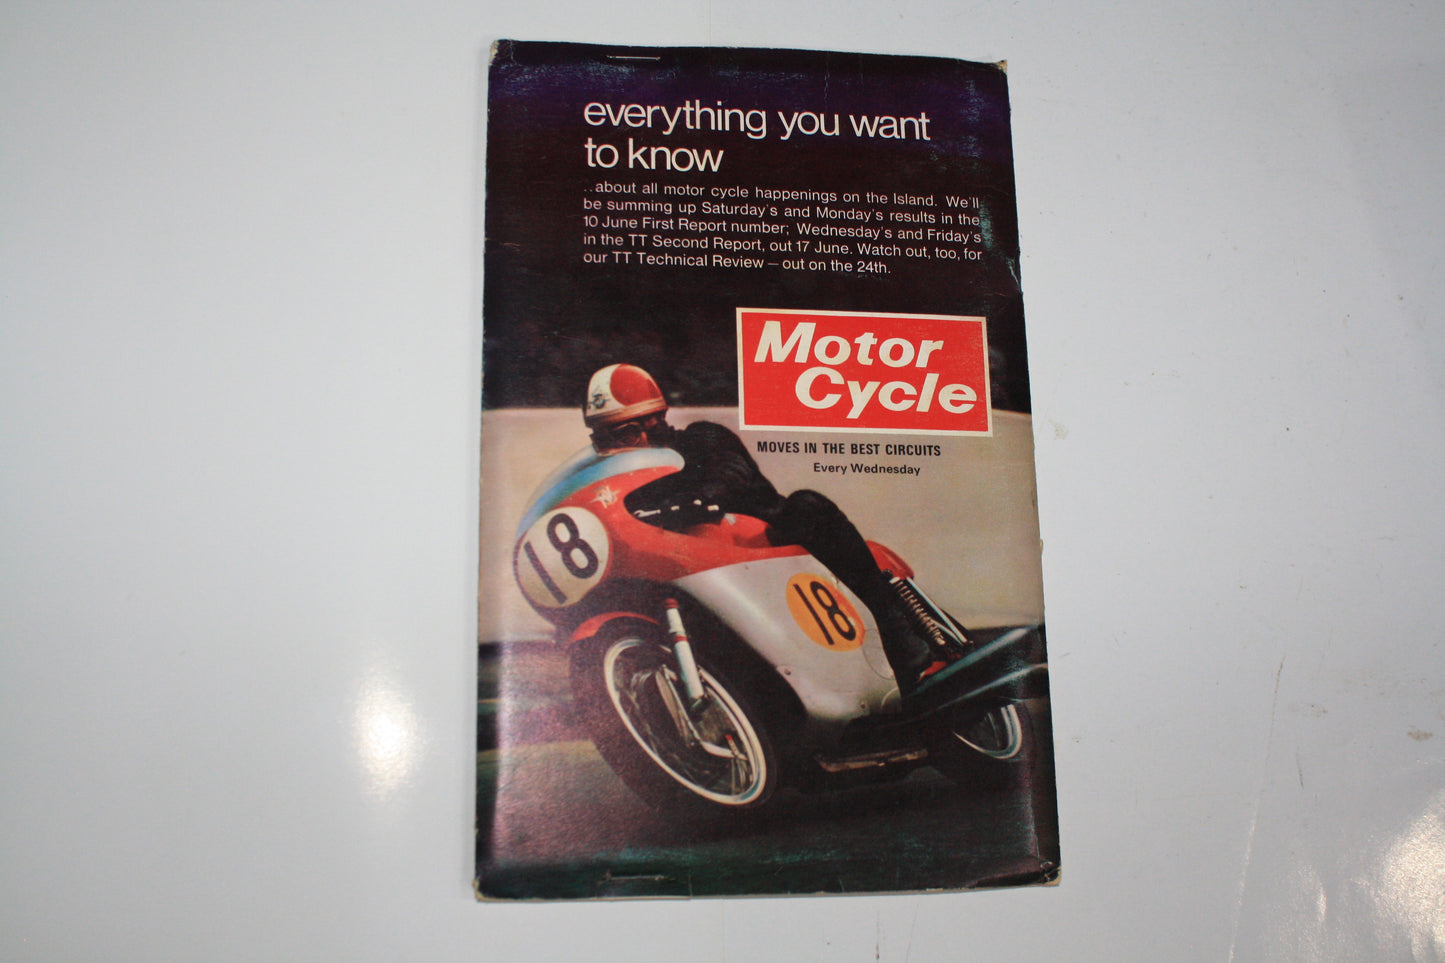 everything you want
to know
..about all motor cycle happenings on the Island. We'll
be summing up Saturday's and Monday's results in the
10 June First Report number; Wednesday's and Friday's
in the TT Second Report, out 17 June. Watch out, too, for
our TT Technical Review — out on the 24th.
Motor
Cycle
MOVES IN THE BEST CIRCUITS
Every Wednesday
18
18